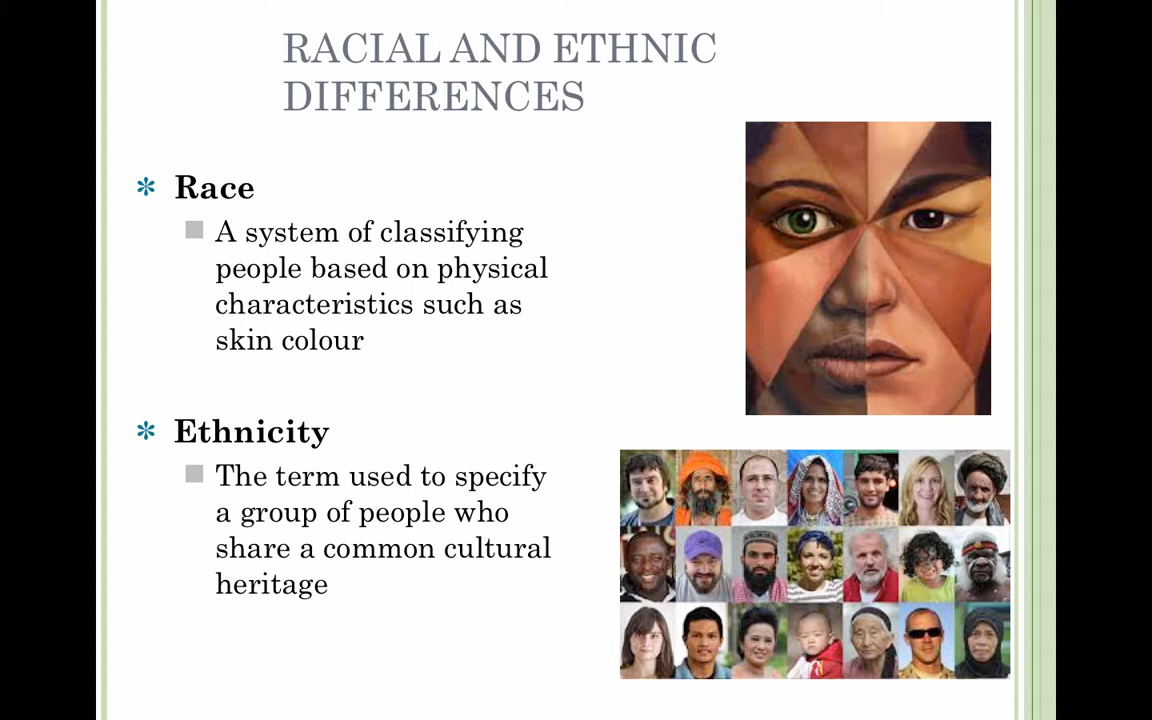 RACIAL AND ETHNIC
DIFFERENCES
Race
A system of classifying
people based on physical
characteristics such as
skin colour
Ethnicity
The term used to specify
a group of people who
share a common cultural
heritage